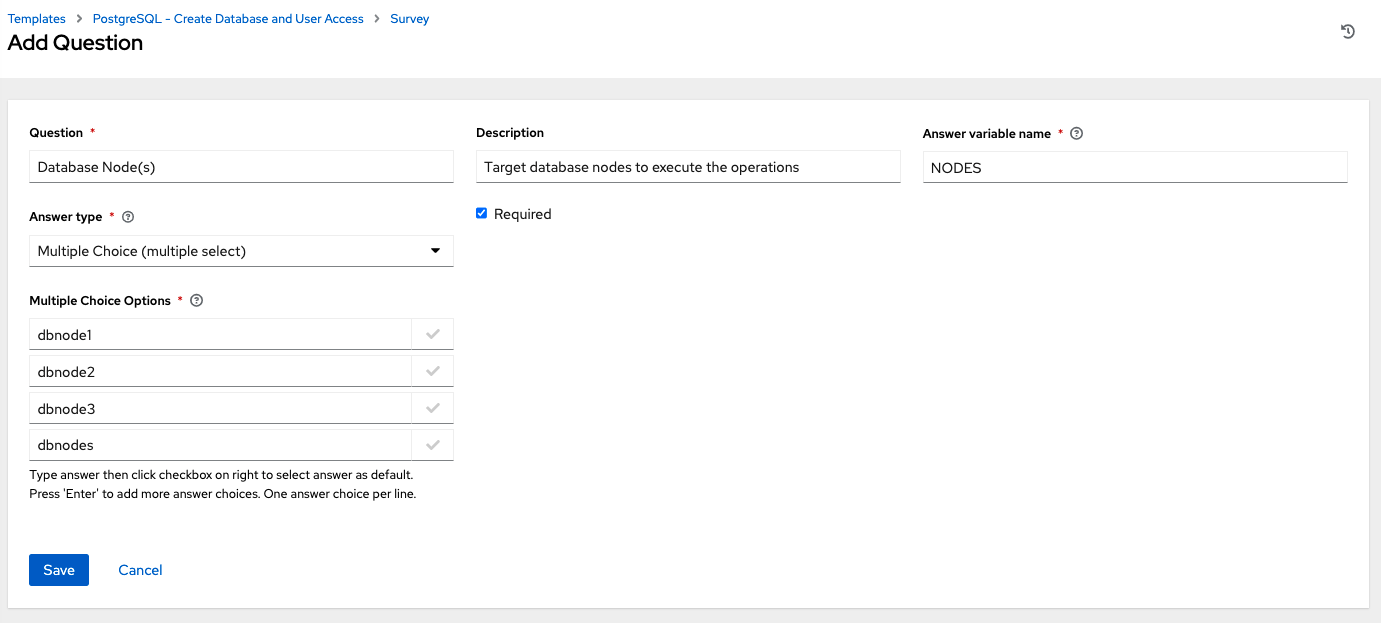 Templates > PostgreSQL - Create Database and User Access > Survey
Add Question
Question *
Description
Answer variable name * ?
Database Node(s)
Target database nodes to execute the operations
NODES
Answer type * ?
Required
Multiple Choice (multiple select)
Multiple Choice Options * ?
dbnode1
dbnode2
dbnode3
dbnodes
Type answer then click checkbox on right to select answer as default.
Press 'Enter' to add more answer choices. One answer choice per line.
Save
Cancel